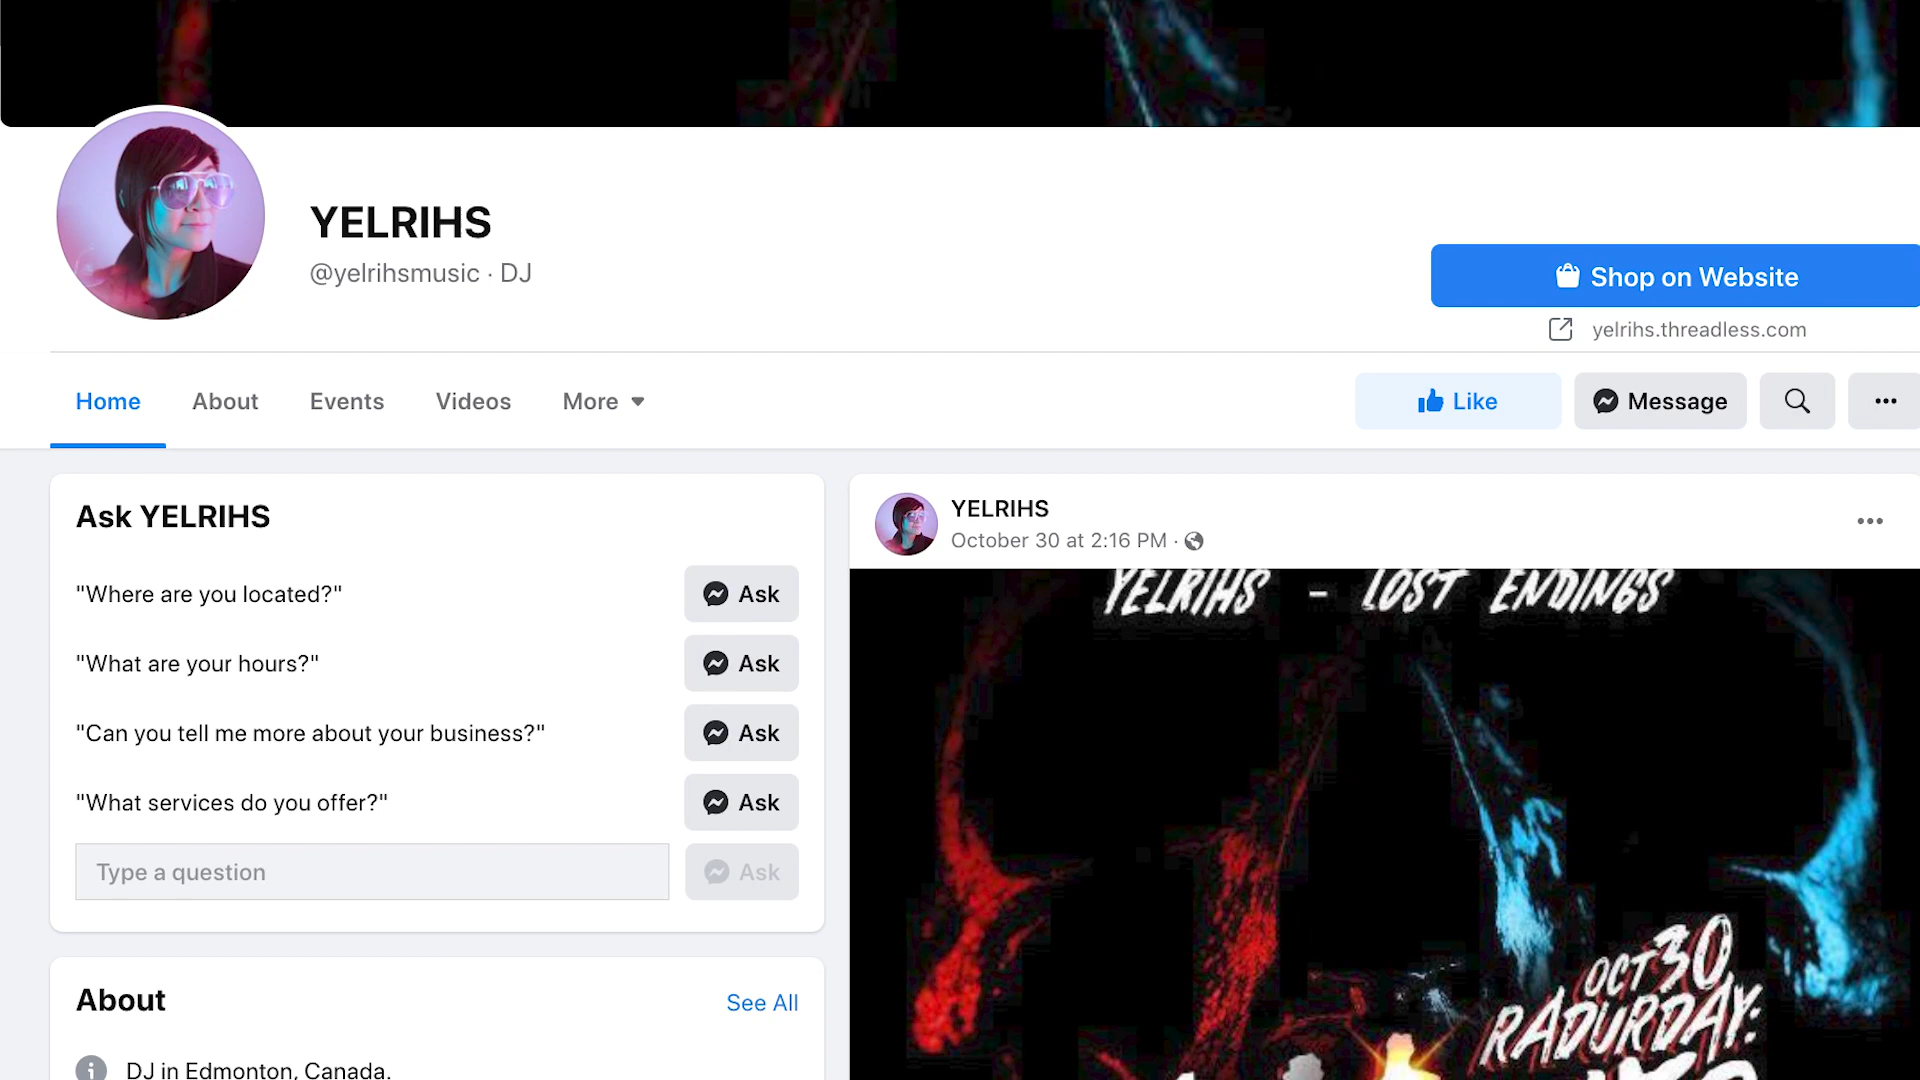 YELRIHS
@yelrihsmusic · DJ
Shop on Website
yelrihs.threadless.com
Home
About
Events
Videos
More
Like
Message
Ask YELRIHS
"Where are you located?"
Ask
"What are your hours?"
Ask
"Can you tell me more about your business?"
Ask
"What services do you offer?"
Ask
Type a question
Ask
About
See All
DJ in Edmonton, Canada.
YELRIHS
October 30 at 2:16 PM ·
YELRIHS - LOST ENDINGS
OCT 30
RADURDAY: